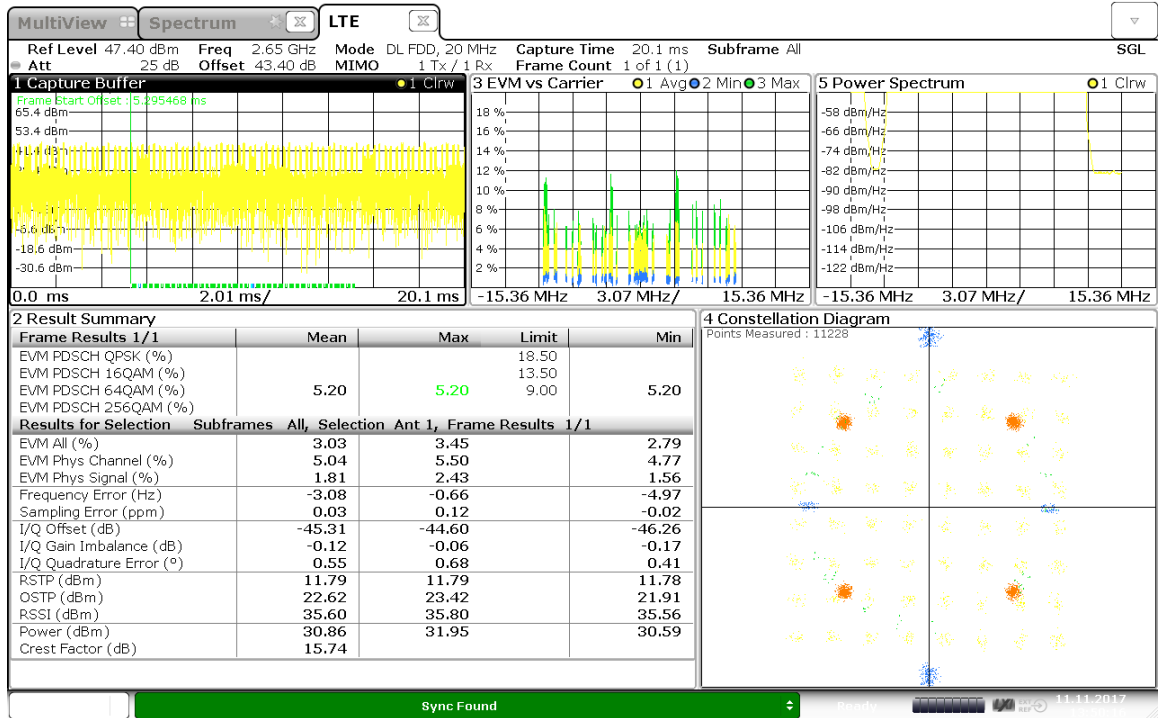 MultiView Spectrum LTE
Ref Level 47.40 dBm Freq 2.65 GHz Mode DL FDD, 20 MHz Capture Time 20.1 ms Subframe All SGL
Att 25 dB Offset 43.40 dB MIMO 1 Tx / 1 Rx Frame Count 1 of 1 (1)
1 Capture Buffer 1 Clrw
Frame Start Offset : 5.295468 ms
65.4 dBm
53.4 dBm
41.4 dBm
-6.6 dBm
-18.6 dBm
-30.6 dBm
0.0 ms 2.01 ms/ 20.1 ms
3 EVM vs Carrier 1 Avg 2 Min 3 Max
18 %
16 %
14 %
12 %
10 %
8 %
6 %
4 %
2 %
-15.36 MHz 3.07 MHz/ 15.36 MHz
5 Power Spectrum 1 Clrw
-58 dBm/Hz
-66 dBm/Hz
-74 dBm/Hz
-82 dBm/Hz
-90 dBm/Hz
-98 dBm/Hz
-106 dBm/Hz
-114 dBm/Hz
-122 dBm/Hz
-15.36 MHz 3.07 MHz/ 15.36 MHz
2 Result Summary
Frame Results 1/1 Mean Max Limit Min
EVM PDSCH QPSK (%) 18.50
EVM PDSCH 16QAM (%) 13.50
EVM PDSCH 64QAM (%) 5.20 5.20 9.00 5.20
EVM PDSCH 256QAM (%)
Results for Selection Subframes All, Selection Ant 1, Frame Results 1/1
EVM All (%) 3.03 3.45 2.79
EVM Phys Channel (%) 5.04 5.50 4.77
EVM Phys Signal (%) 1.81 2.43 1.56
Frequency Error (Hz) -3.08 -0.66 -4.97
Sampling Error (ppm) 0.03 0.12 -0.02
I/Q Offset (dB) -45.31 -44.60 -46.26
I/Q Gain Imbalance (dB) -0.12 -0.06 -0.17
I/Q Quadrature Error (º) 0.55 0.68 0.41
RSTP (dBm) 11.79 11.79 11.78
OSTP (dBm) 22.62 23.42 21.91
RSSI (dBm) 35.60 35.80 35.56
Power (dBm) 30.86 31.95 30.59
Crest Factor (dB) 15.74
4 Constellation Diagram
Points Measured : 11228
Sync Found
Ready
LXI
11.11.2017